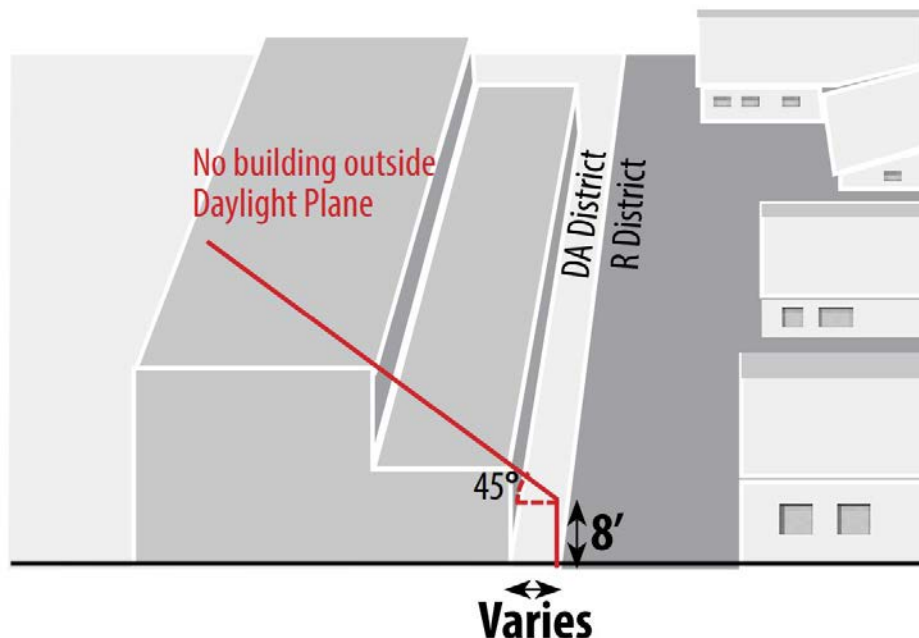 No building outside
Daylight Plane
DA District
R District
45°
8’
Varies